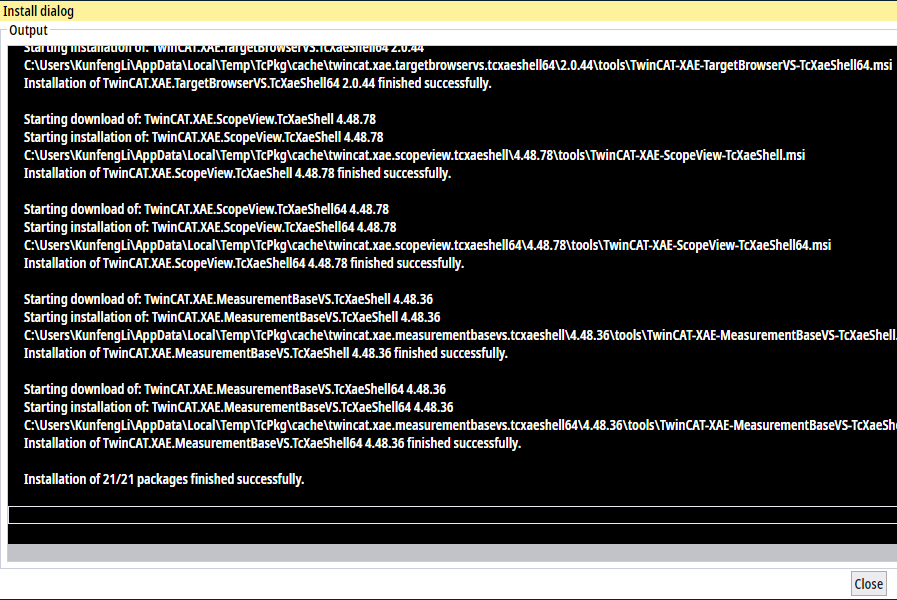 Install dialog
Output
Starting installation of: TwinCAT.XAE.TargetBrowserVS.TcXaeShell64 2.0.44
C:\Users\KunfengLi\AppData\Local\Temp\TcPkg\cache\twincat.xae.targetbrowservs.tcxaeshell64\2.0.44\tools\TwinCAT-XAE-TargetBrowserVS-TcXaeShell64.msi
Installation of TwinCAT.XAE.TargetBrowserVS.TcXaeShell64 2.0.44 finished successfully.
Starting download of: TwinCAT.XAE.ScopeView.TcXaeShell 4.48.78
Starting installation of: TwinCAT.XAE.ScopeView.TcXaeShell 4.48.78
C:\Users\KunfengLi\AppData\Local\Temp\TcPkg\cache\twincat.xae.scopeview.tcxaeshell\4.48.78\tools\TwinCAT-XAE-ScopeView-TcXaeShell.msi
Installation of TwinCAT.XAE.ScopeView.TcXaeShell 4.48.78 finished successfully.
Starting download of: TwinCAT.XAE.ScopeView.TcXaeShell64 4.48.78
Starting installation of: TwinCAT.XAE.ScopeView.TcXaeShell64 4.48.78
C:\Users\KunfengLi\AppData\Local\Temp\TcPkg\cache\twincat.xae.scopeview.tcxaeshell64\4.48.78\tools\TwinCAT-XAE-ScopeView-TcXaeShell64.msi
Installation of TwinCAT.XAE.ScopeView.TcXaeShell64 4.48.78 finished successfully.
Starting download of: TwinCAT.XAE.MeasurementBaseVS.TcXaeShell 4.48.36
Starting installation of: TwinCAT.XAE.MeasurementBaseVS.TcXaeShell 4.48.36
C:\Users\KunfengLi\AppData\Local\Temp\TcPkg\cache\twincat.xae.measurementbasevs.tcxaeshell\4.48.36\tools\TwinCAT-XAE-MeasurementBaseVS-TcXaeShell.
Installation of TwinCAT.XAE.MeasurementBaseVS.TcXaeShell 4.48.36 finished successfully.
Starting download of: TwinCAT.XAE.MeasurementBaseVS.TcXaeShell64 4.48.36
Starting installation of: TwinCAT.XAE.MeasurementBaseVS.TcXaeShell64 4.48.36
C:\Users\KunfengLi\AppData\Local\Temp\TcPkg\cache\twincat.xae.measurementbasevs.tcxaeshell64\4.48.36\tools\TwinCAT-XAE-MeasurementBaseVS-TcXaeSh
Installation of TwinCAT.XAE.MeasurementBaseVS.TcXaeShell64 4.48.36 finished successfully.
Installation of 21/21 packages finished successfully.
Close